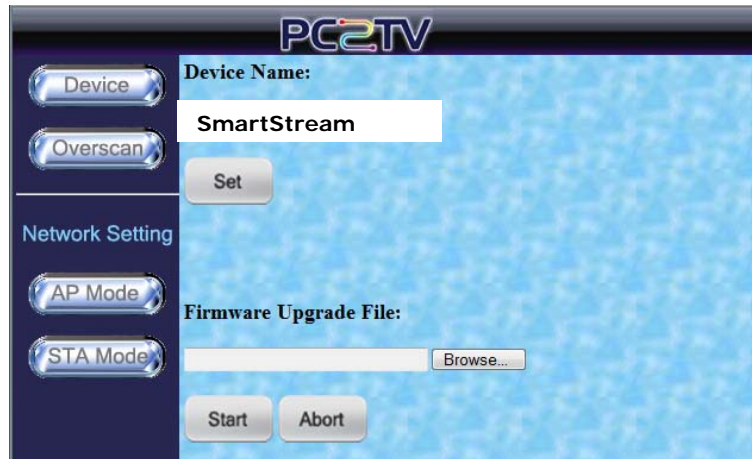 PC2TV
Device
Overscan
Network Setting
AP Mode
STA Mode
Device Name:
SmartStream
Set
Firmware Upgrade File:
Browse...
Start Abort